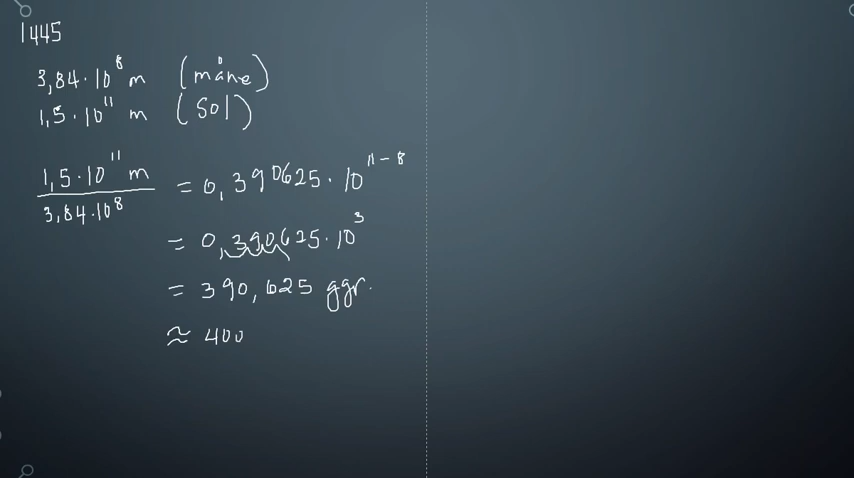 1445
3,84 · 10⁸ m (måne)
1,5 · 10¹¹ m (Sol)
1,5 · 10¹¹ m
3,84 · 10⁸
= 0,390625 · 10¹¹⁻⁸
= 0,390625 · 10³
= 390,625 ggr.
≈ 400